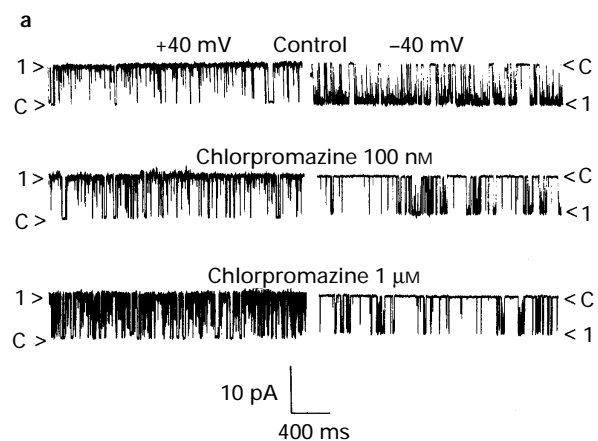 a
+40 mV Control –40 mV
1 > < C
C > < 1
Chlorpromazine 100 nM
1 > < C
C > < 1
Chlorpromazine 1 µM
1 > < C
C > < 1
10 pA
400 ms